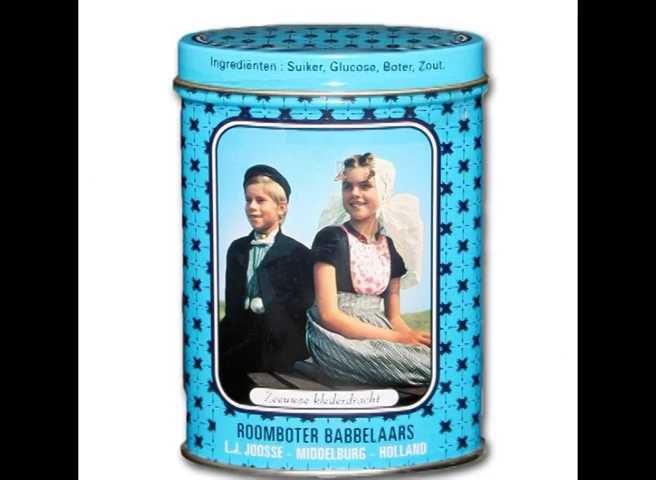 Ingrediënten : Suiker, Glucose, Boter, Zout.
Zeeuwse klederdracht
ROOMBOTER BABBELAARS
L.J. JOOSSE - MIDDELBURG - HOLLAND